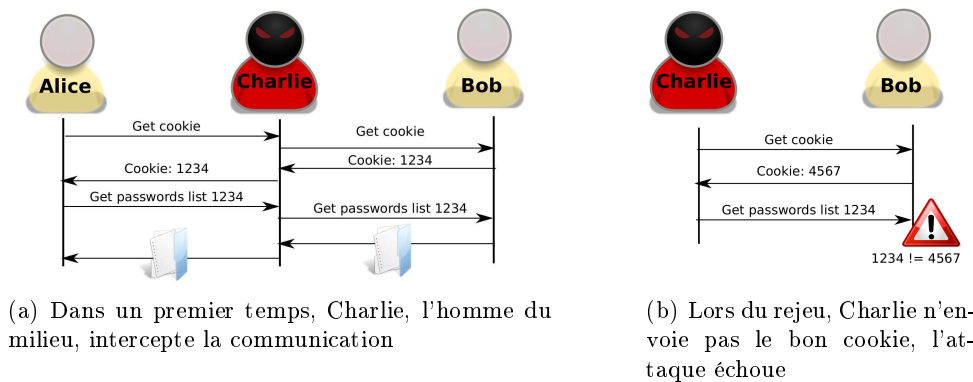 Alice
Charlie
Bob
Get cookie
Get cookie
Cookie: 1234
Cookie: 1234
Get passwords list 1234
Get passwords list 1234
(a) Dans un premier temps, Charlie, l'homme du
milieu, intercepte la communication
Charlie
Bob
Get cookie
Cookie: 4567
Get passwords list 1234
1234 != 4567
(b) Lors du rejeu, Charlie n'en-
voie pas le bon cookie, l'at-
taque échoue